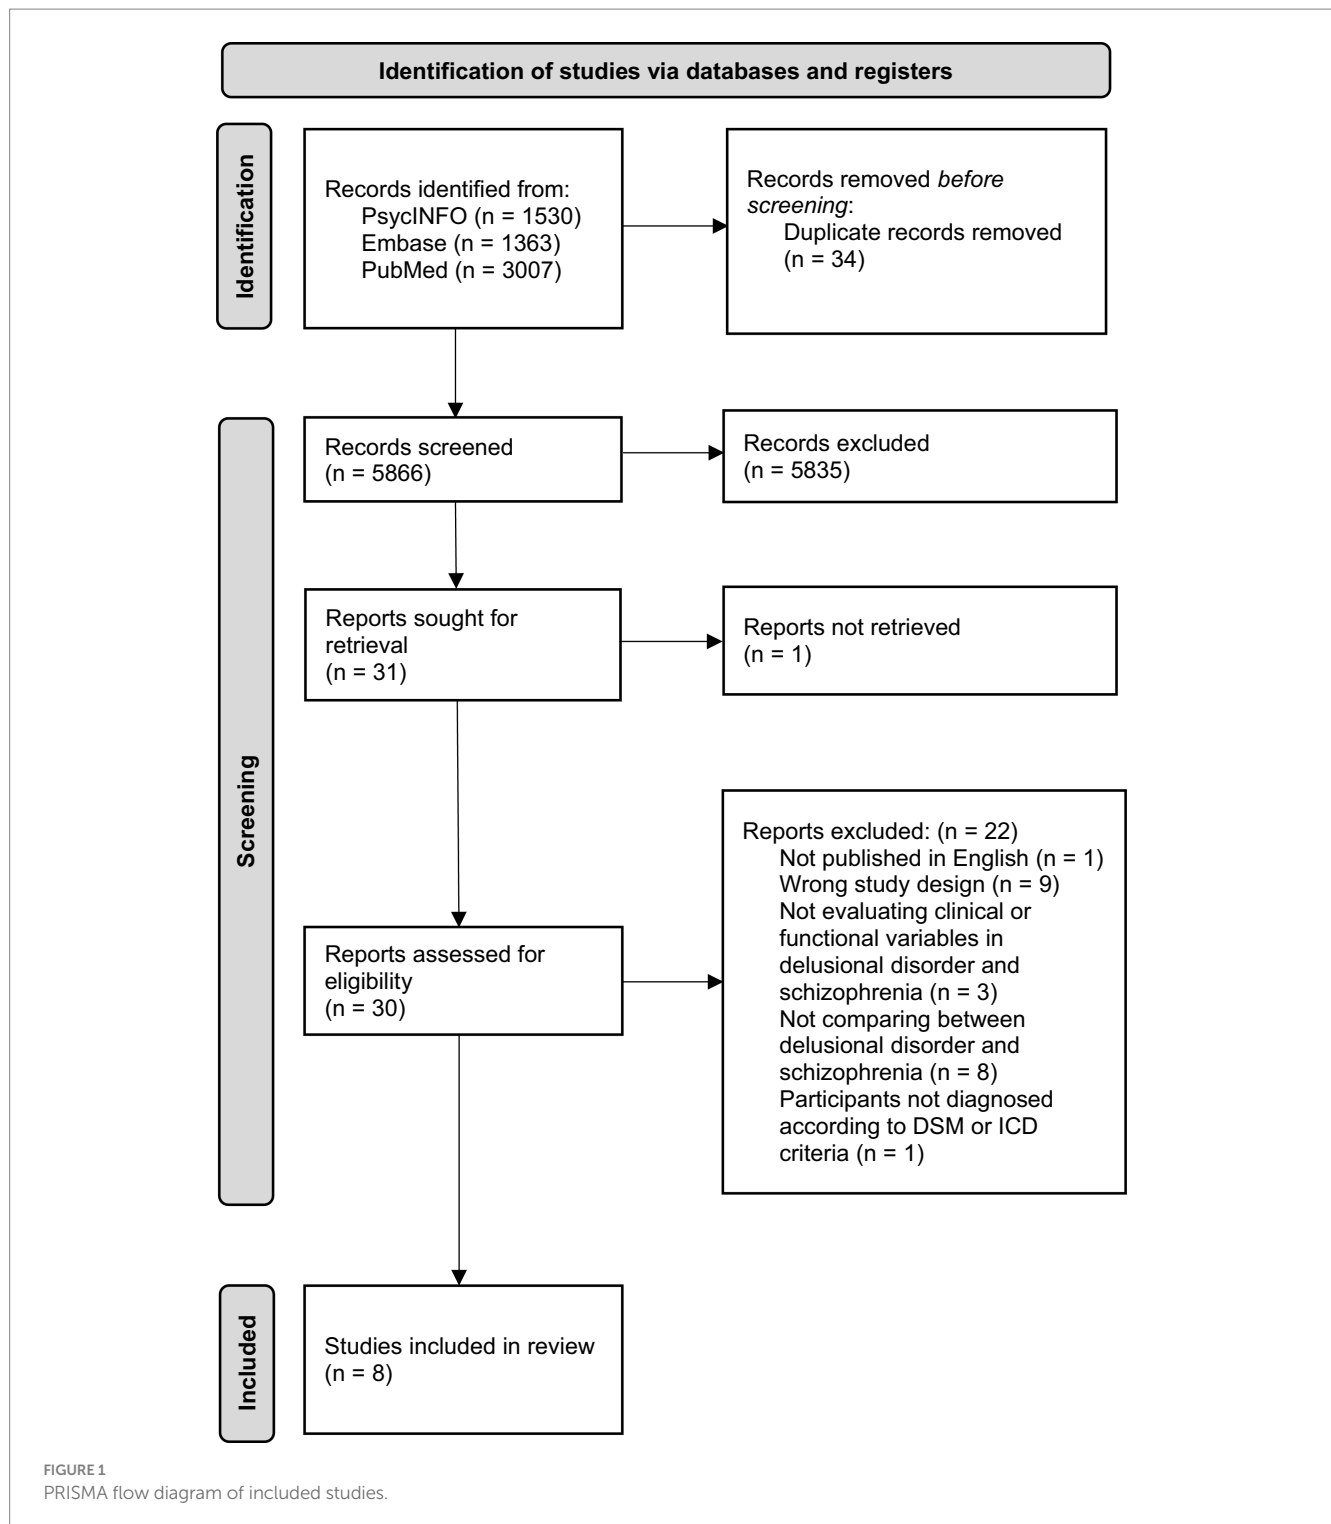 Identification of studies via databases and registers
Identification
Records identified from:
PsycINFO (n = 1530)
Embase (n = 1363)
PubMed (n = 3007)
Records removed before
screening:
Duplicate records removed
(n = 34)
Screening
Records screened
(n = 5866)
Records excluded
(n = 5835)
Reports sought for
retrieval
(n = 31)
Reports not retrieved
(n = 1)
Reports assessed for
eligibility
(n = 30)
Reports excluded: (n = 22)
Not published in English (n = 1)
Wrong study design (n = 9)
Not evaluating clinical or
functional variables in
delusional disorder and
schizophrenia (n = 3)
Not comparing between
delusional disorder and
schizophrenia (n = 8)
Participants not diagnosed
according to DSM or ICD
criteria (n = 1)
Included
Studies included in review
(n = 8)
FIGURE 1
PRISMA flow diagram of included studies.